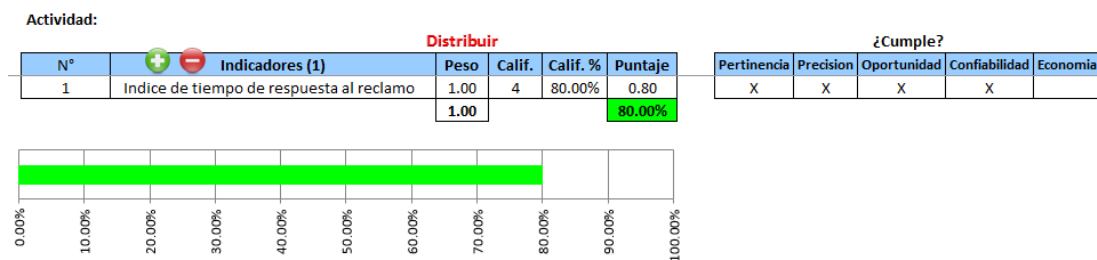 Actividad:
Distribuir ¿Cumple?
N° Indicadores (1) Peso Calif. Calif. % Puntaje Pertinencia Precision Oportunidad Confiabilidad Economia
1 Indice de tiempo de respuesta al reclamo 1.00 4 80.00% 0.80 X X X X
1.00 80.00%
0.00% 10.00% 20.00% 30.00% 40.00% 50.00% 60.00% 70.00% 80.00% 90.00% 100.00%